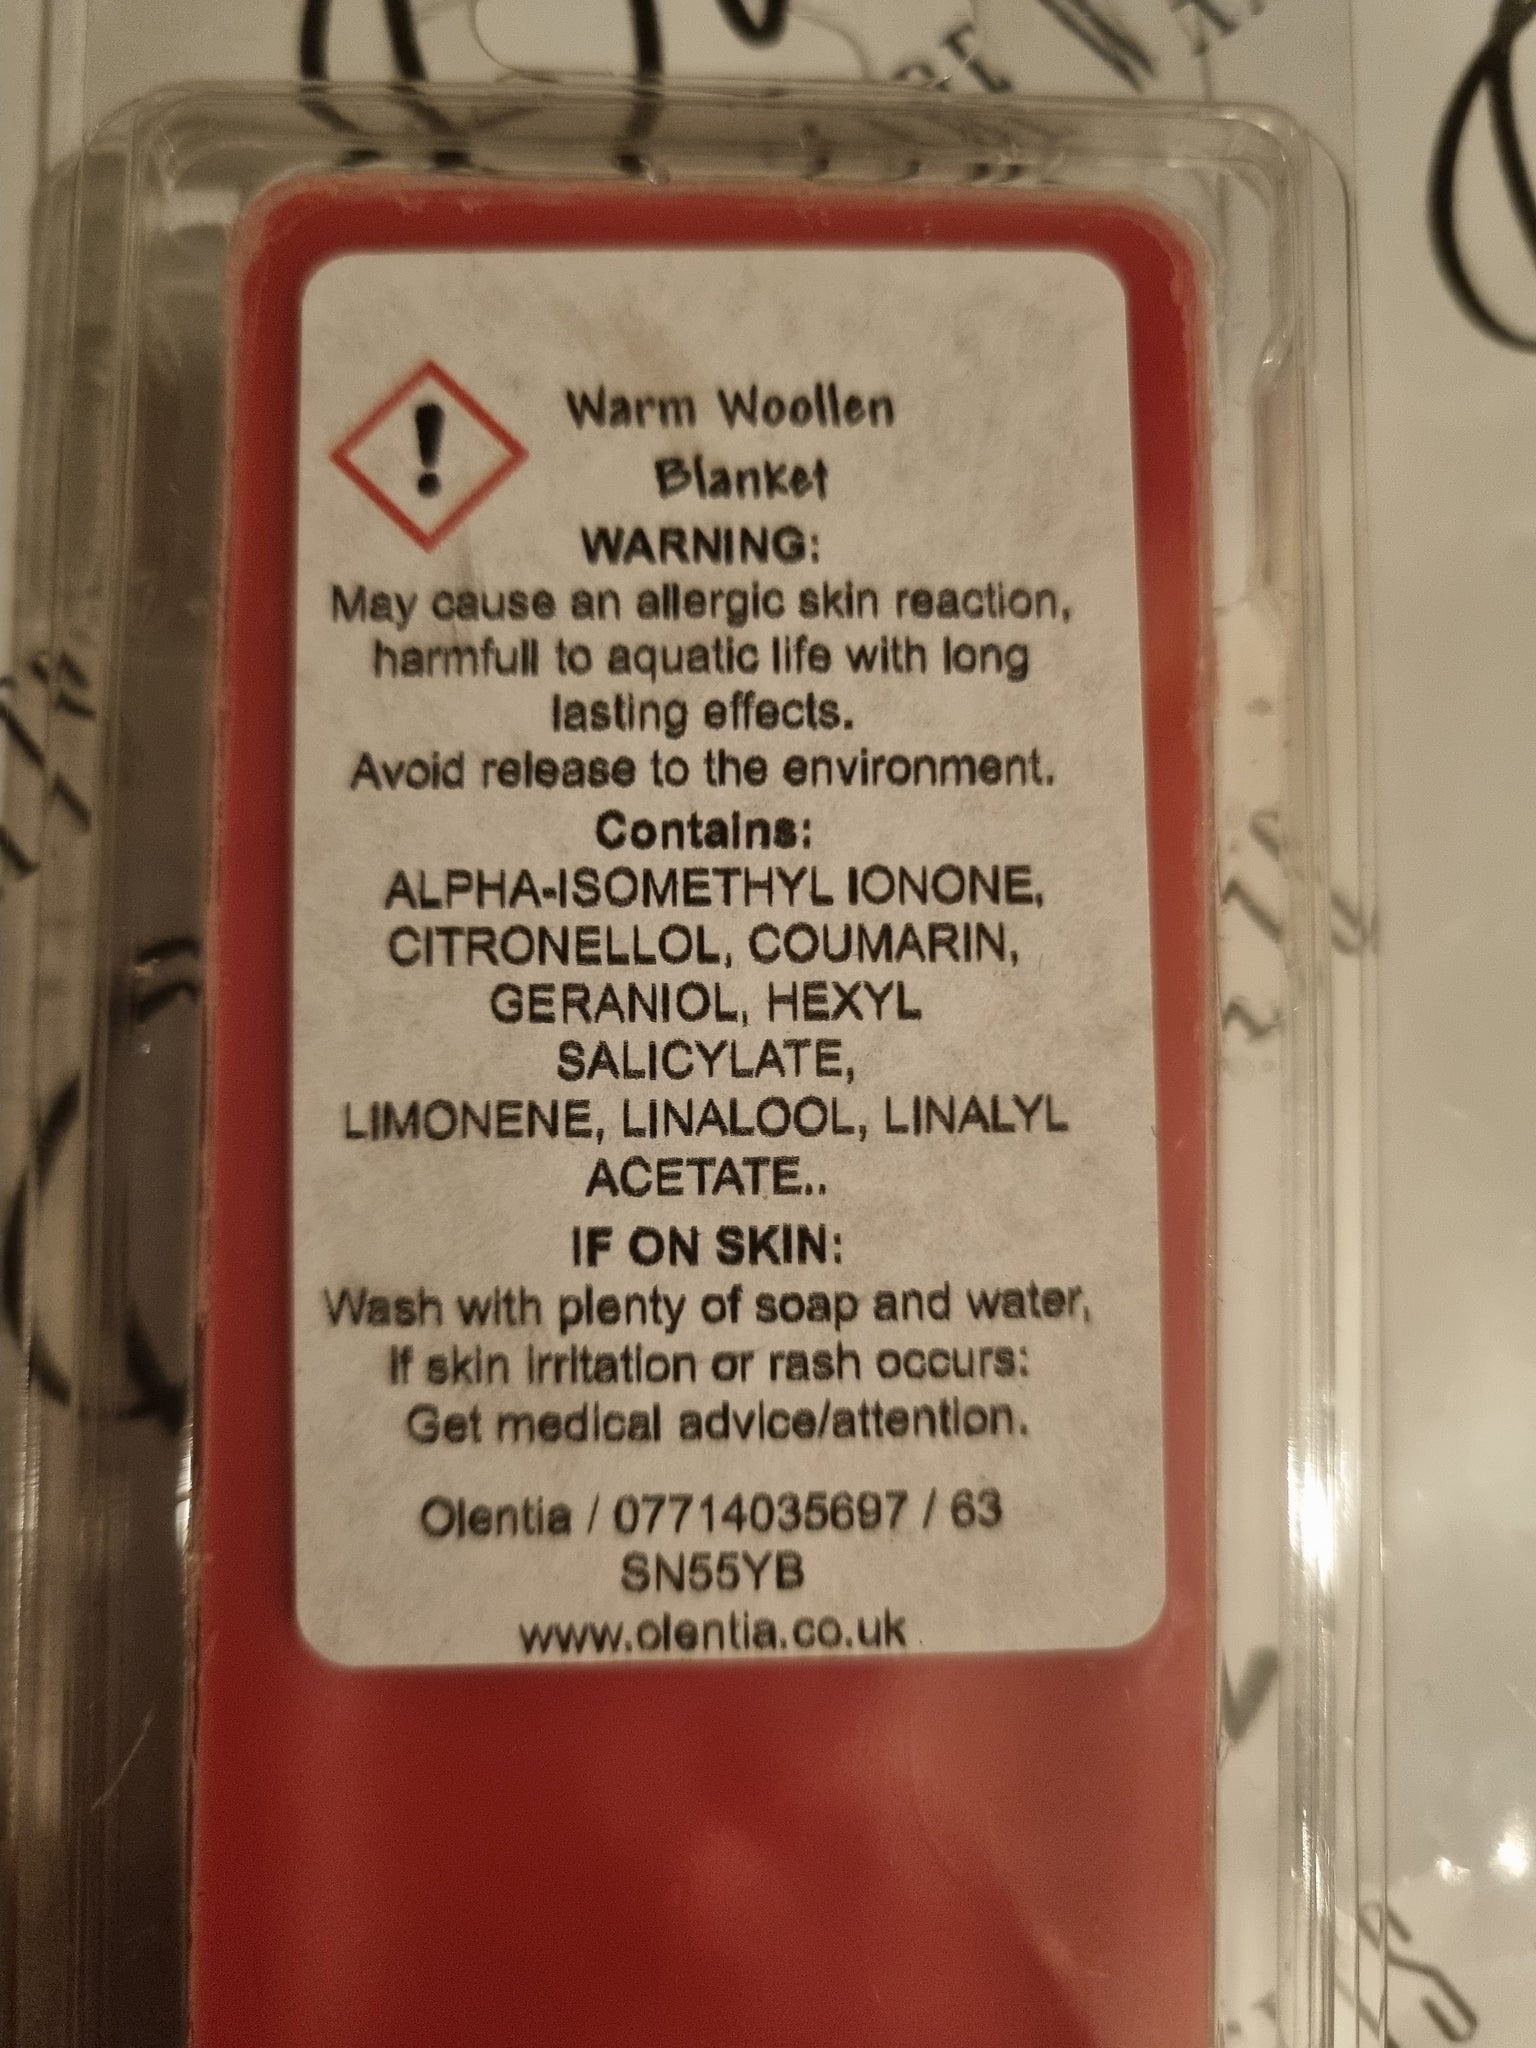 Warm Woollen
Blanket
WARNING:
May cause an allergic skin reaction,
harmfull to aquatic life with long
lasting effects.
Avoid release to the environment.
Contains:
ALPHA-ISOMETHYL IONONE,
CITRONELLOL, COUMARIN,
GERANIOL, HEXYL
SALICYLATE,
LIMONENE, LINALOOL, LINALYL
ACETATE..
IF ON SKIN:
Wash with plenty of soap and water,
If skin irritation or rash occurs:
Get medical advice/attention.
Olentia / 07714035697 / 63
SN55YB
www.olentia.co.uk